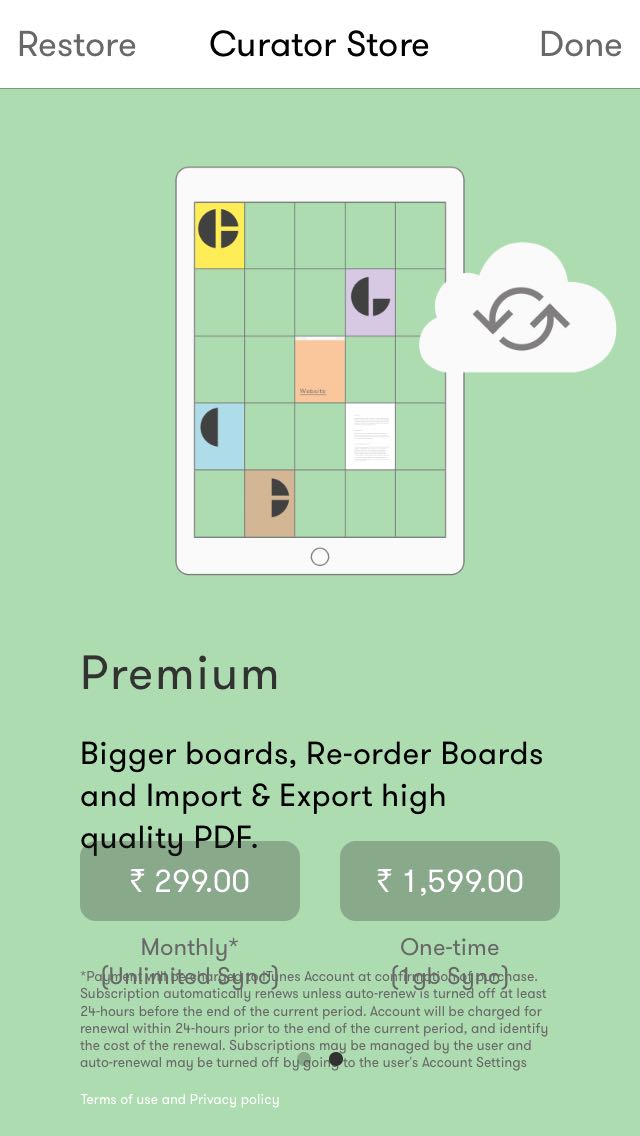 Restore
Curator Store
Done
Website
Premium
Bigger boards, Re-order Boards
and Import & Export high
quality PDF.
₹ 299.00
₹ 1,599.00
Monthly*
One-time
(Unlimited Sync)
(1gb Sync)
*Payment will be charged to iTunes Account at confirmation of purchase.
Subscription automatically renews unless auto-renew is turned off at least
24-hours before the end of the current period. Account will be charged for
renewal within 24-hours prior to the end of the current period, and identify
the cost of the renewal. Subscriptions may be managed by the user and
auto-renewal may be turned off by going to the user's Account Settings
Terms of use and Privacy policy